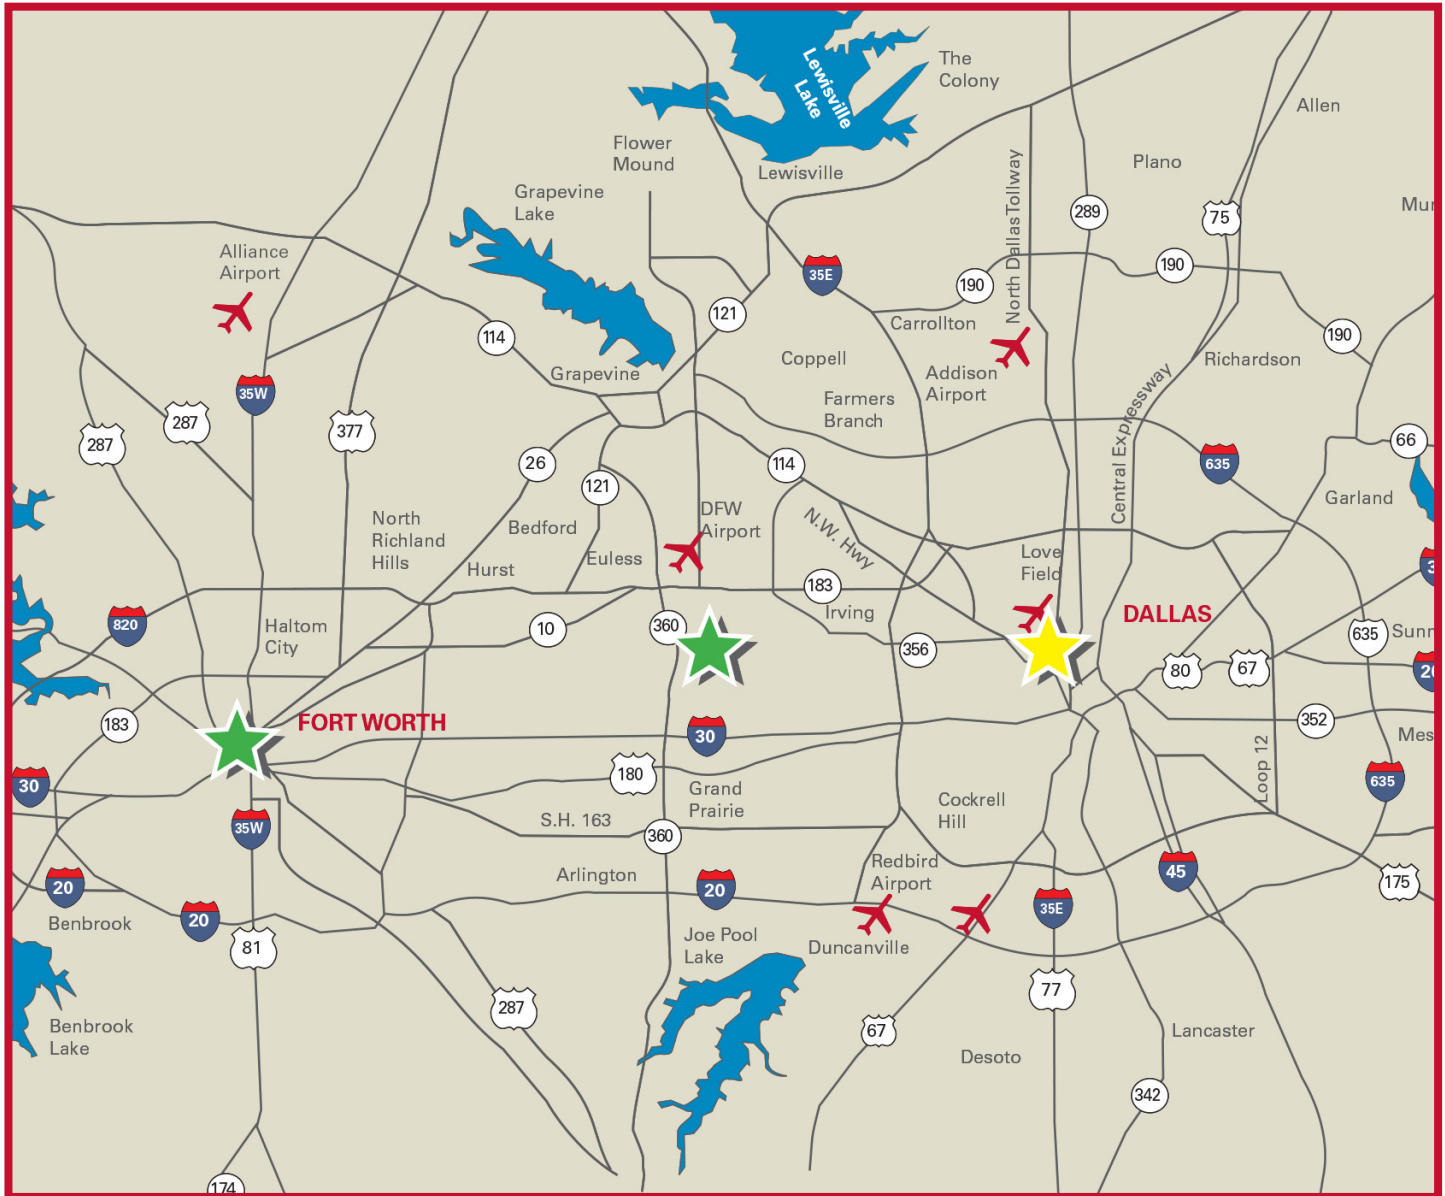 The
Colony
Lewisville
Lake
Allen
Flower
Mound
Lewisville
Plano
Grapevine
Lake
North Dallas Tollway
289
75
Alliance
Airport
35E
190
190
121
114
Carrollton
190
Coppell
Richardson
Grapevine
Addison
Airport
35W
Farmers
Branch
Central Expressway
287
287
377
66
26
114
635
121
Garland
DFW
Airport
N.W. Hwy
North
Richland
Hills
Bedford
Euless
Hurst
Love
Field
183
Irving
DALLAS
820
Haltom
City
10
360
356
635
80
67
FORT WORTH
183
352
30
30
180
Loop 12
635
Grand
Prairie
S.H. 163
Cockrell
Hill
35W
360
Redbird
Airport
Arlington
20
20
45
175
35E
Benbrook
20
81
Joe Pool
Lake
Duncanville
77
287
Benbrook
Lake
67
Lancaster
Desoto
342
174